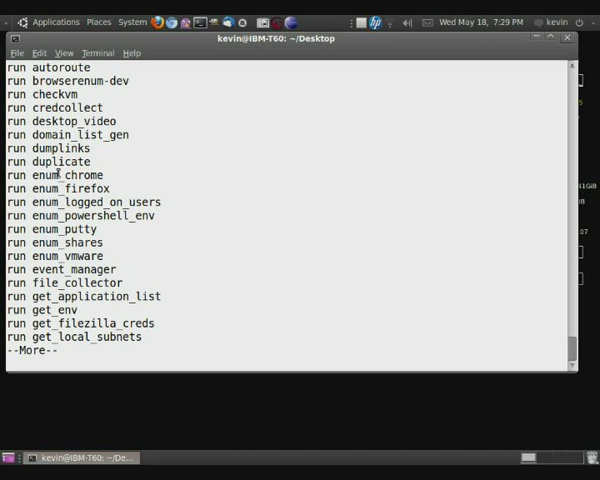 Applications Places System
Wed May 18, 7:29 PM kevin
kevin@IBM-T60: ~/Desktop
File Edit View Terminal Help
run autoroute
run browserenum-dev
run checkvm
run credcollect
run desktop_video
run domain_list_gen
run dumplinks
run duplicate
run enum_chrome
run enum_firefox
run enum_logged_on_users
run enum_powershell_env
run enum_putty
run enum_shares
run enum_vmware
run event_manager
run file_collector
run get_application_list
run get_env
run get_filezilla_creds
run get_local_subnets
--More--
kevin@IBM-T60: ~/De...